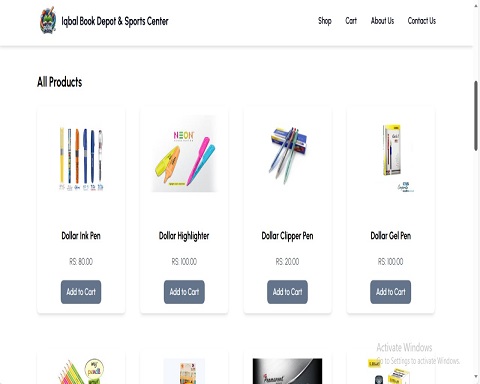 Iqbal Book Depot & Sports Center
Shop Cart About Us Contact Us
All Products
NEON
Dollar Ink Pen
Dollar Highlighter
Dollar Clipper Pen
Dollar Gel Pen
RS: 80.00
RS: 100.00
RS: 20.00
RS: 100.00
Add to Cart
Add to Cart
Add to Cart
Add to Cart
Activate Windows
Go to Settings to activate Windows.
my
pencil
Permanent